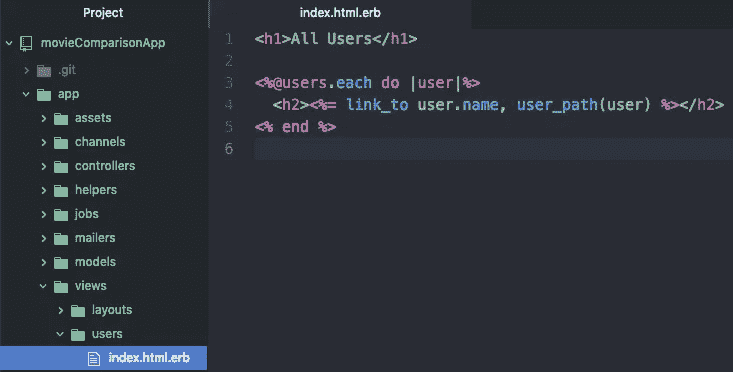 Project
movieComparisonApp
.git
app
assets
channels
controllers
helpers
jobs
mailers
models
views
layouts
users
index.html.erb
index.html.erb
1 <h1>All Users</h1>
2
3 <%@users.each do |user|%>
4 <h2><%= link_to user.name, user_path(user) %></h2>
5 <% end %>
6